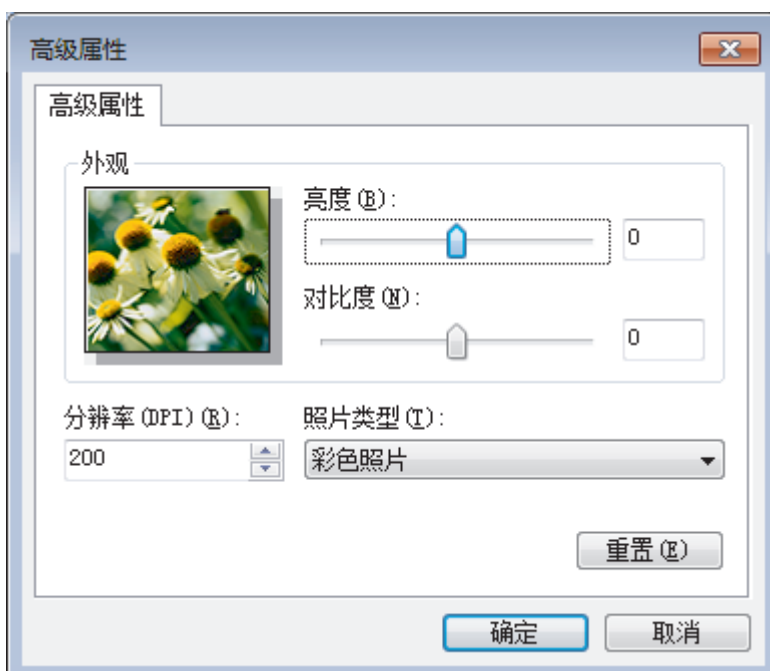 高级属性
高级属性
外观
亮度(B):
0
对比度(N):
0
分辨率(DPI)(R):
200
照片类型(T):
彩色照片
重置(E)
确定
取消